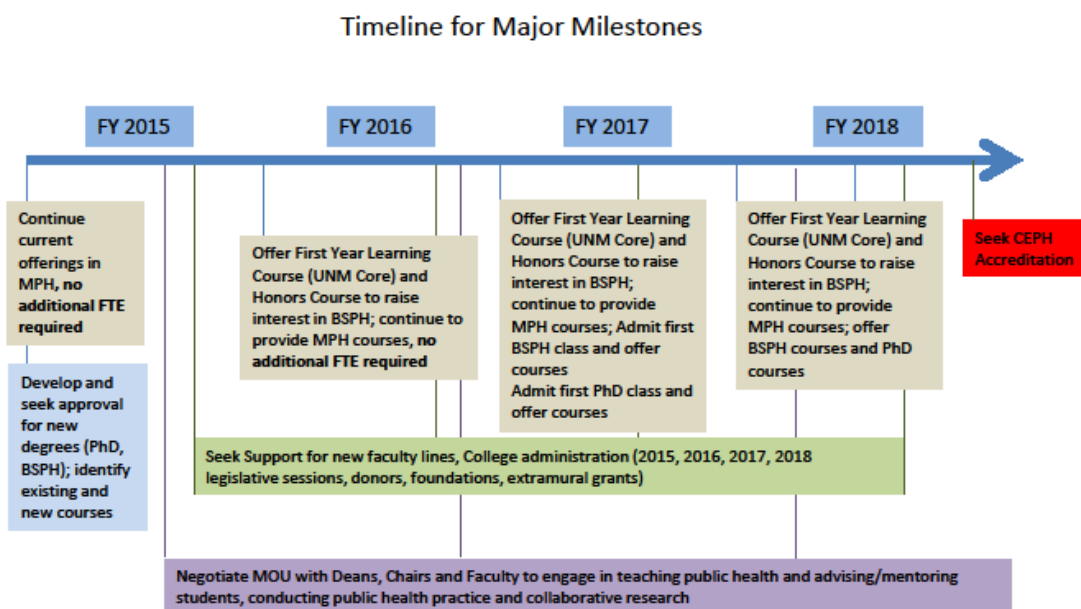 Timeline for Major Milestones
FY 2015
FY 2016
FY 2017
FY 2018
Continue
current
offerings in
MPH, no
additional FTE
required
Offer First Year Learning
Course (UNM Core) and
Honors Course to raise
interest in BSPH; continue to
provide MPH courses, no
additional FTE required
Offer First Year Learning
Course (UNM Core) and
Honors Course to raise
interest in BSPH;
continue to provide
MPH courses; Admit first
BSPH class and offer
courses
Admit first PhD class and
offer courses
Offer First Year Learning
Course (UNM Core) and
Honors Course to raise
interest in BSPH;
continue to provide
MPH courses; offer
BSPH courses and PhD
courses
Seek CEPH
Accreditation
Develop and
seek approval
for new
degrees (PhD,
BSPH); identify
existing and
new courses
Seek Support for new faculty lines, College administration (2015, 2016, 2017, 2018
legislative sessions, donors, foundations, extramural grants)
Negotiate MOU with Deans, Chairs and Faculty to engage in teaching public health and advising/mentoring
students, conducting public health practice and collaborative research